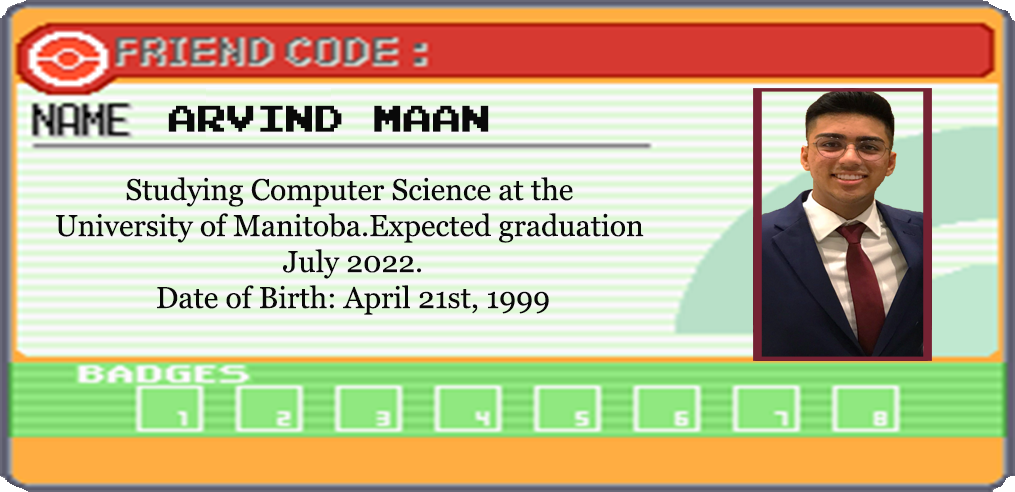 FRIEND CODE :
NAME ARVIND MAAN
Studying Computer Science at the
University of Manitoba.Expected graduation
July 2022.
Date of Birth: April 21st, 1999
BADGES
1 2 3 4 5 6 7 8